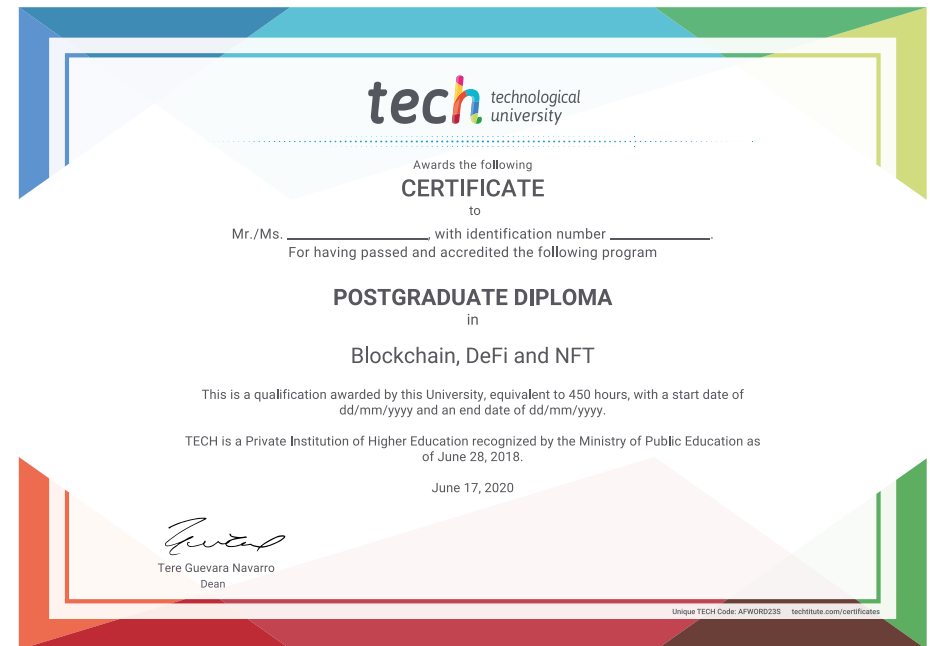 tech technological
university
Awards the following
CERTIFICATE
to
Mr./Ms. ____________________, with identification number ______________.
For having passed and accredited the following program
POSTGRADUATE DIPLOMA
in
Blockchain, DeFi and NFT
This is a qualification awarded by this University, equivalent to 450 hours, with a start date of
dd/mm/yyyy and an end date of dd/mm/yyyy.
TECH is a Private Institution of Higher Education recognized by the Ministry of Public Education as
of June 28, 2018.
June 17, 2020
Tere Guevara Navarro
Dean
Unique TECH Code: AFWORD23S techtitute.com/certificates